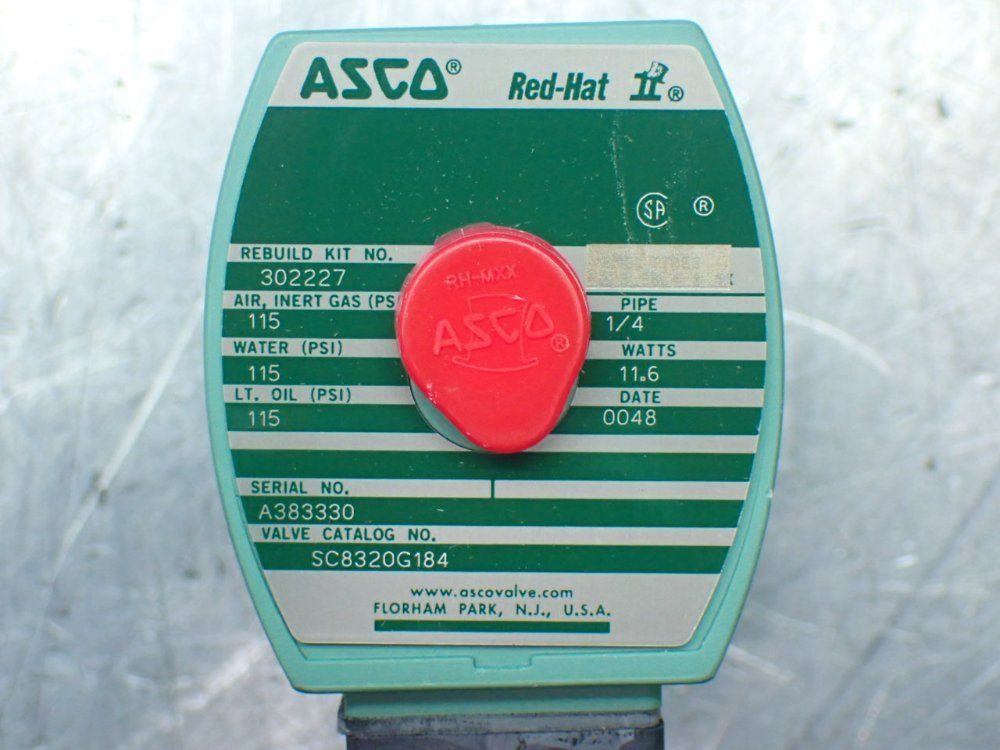 ASCO® Red-Hat II®
SA ®
REBUILD KIT NO.
302227
RH-MXX
AIR, INERT GAS (PS
PIPE
115
1/4
ASCO®
WATER (PSI)
WATTS
115
11.6
LT. OIL (PSI)
DATE
115
0048
SERIAL NO.
A383330
VALVE CATALOG NO.
SC8320G184
www.ascovalve.com
FLORHAM PARK, N.J., U.S.A.